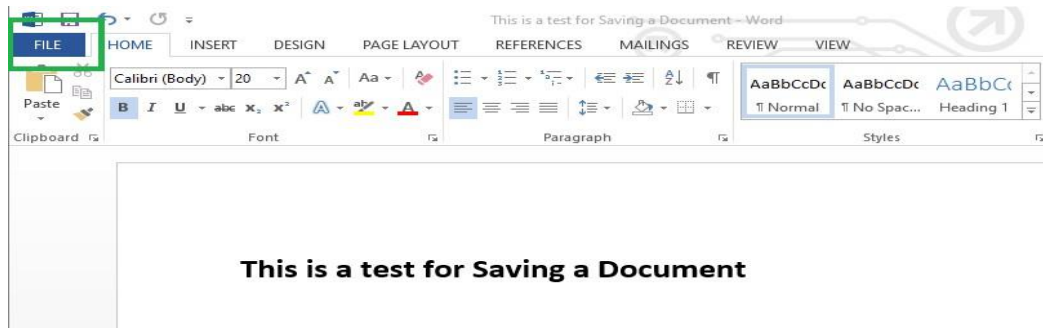 This is a test for Saving a Document - Word
FILE HOME INSERT DESIGN PAGE LAYOUT REFERENCES MAILINGS REVIEW VIEW
Calibri (Body) 20 A A Aa AaBbCcDc AaBbCcDc AaBbCc
Paste B I U abc X₂ X² A aby A ¶ Normal ¶ No Spac... Heading 1
Clipboard Font Paragraph Styles
This is a test for Saving a Document